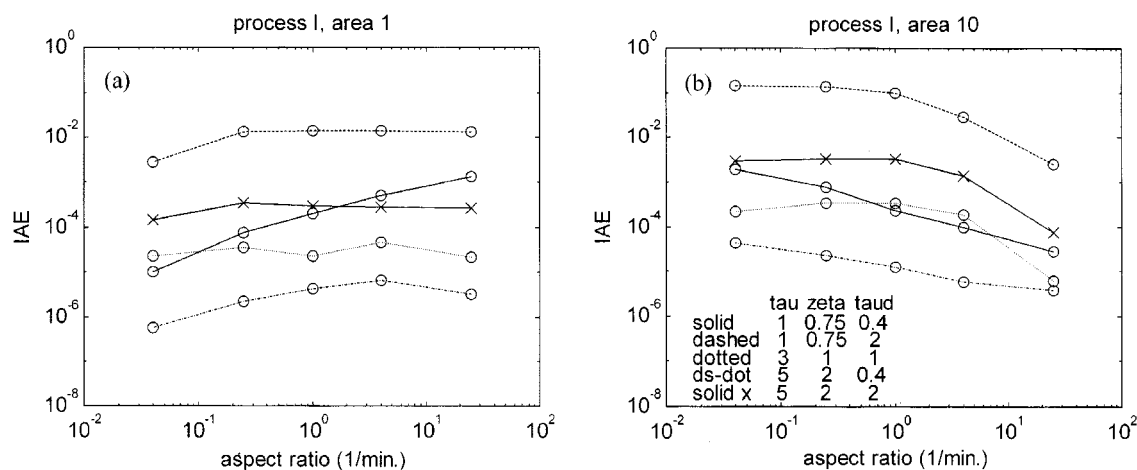 process I, area 1
(a)
10^0
10^-2
10^-4
10^-6
10^-8
IAE
10^-2 10^-1 10^0 10^1 10^2
aspect ratio (1/min.)
process I, area 10
(b)
10^0
10^-2
10^-4
10^-6
10^-8
IAE
tau zeta taud
solid 1 0.75 0.4
dashed 1 0.75 2
dotted 3 1 1
ds-dot 5 2 0.4
solid x 5 2 2
10^-2 10^-1 10^0 10^1 10^2
aspect ratio (1/min.)